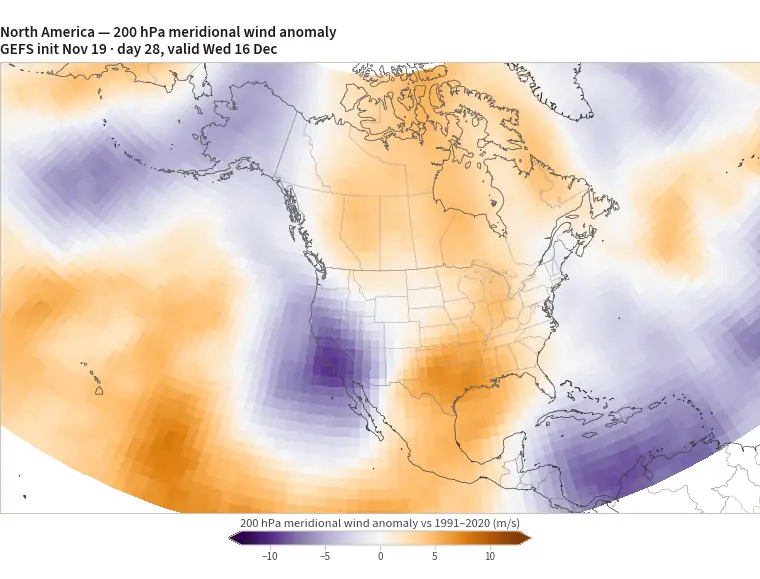 North America — 200 hPa meridional wind anomaly
GEFS init Nov 19 · day 28, valid Wed 16 Dec
200 hPa meridional wind anomaly vs 1991–2020 (m/s)
−10 −5 0 5 10